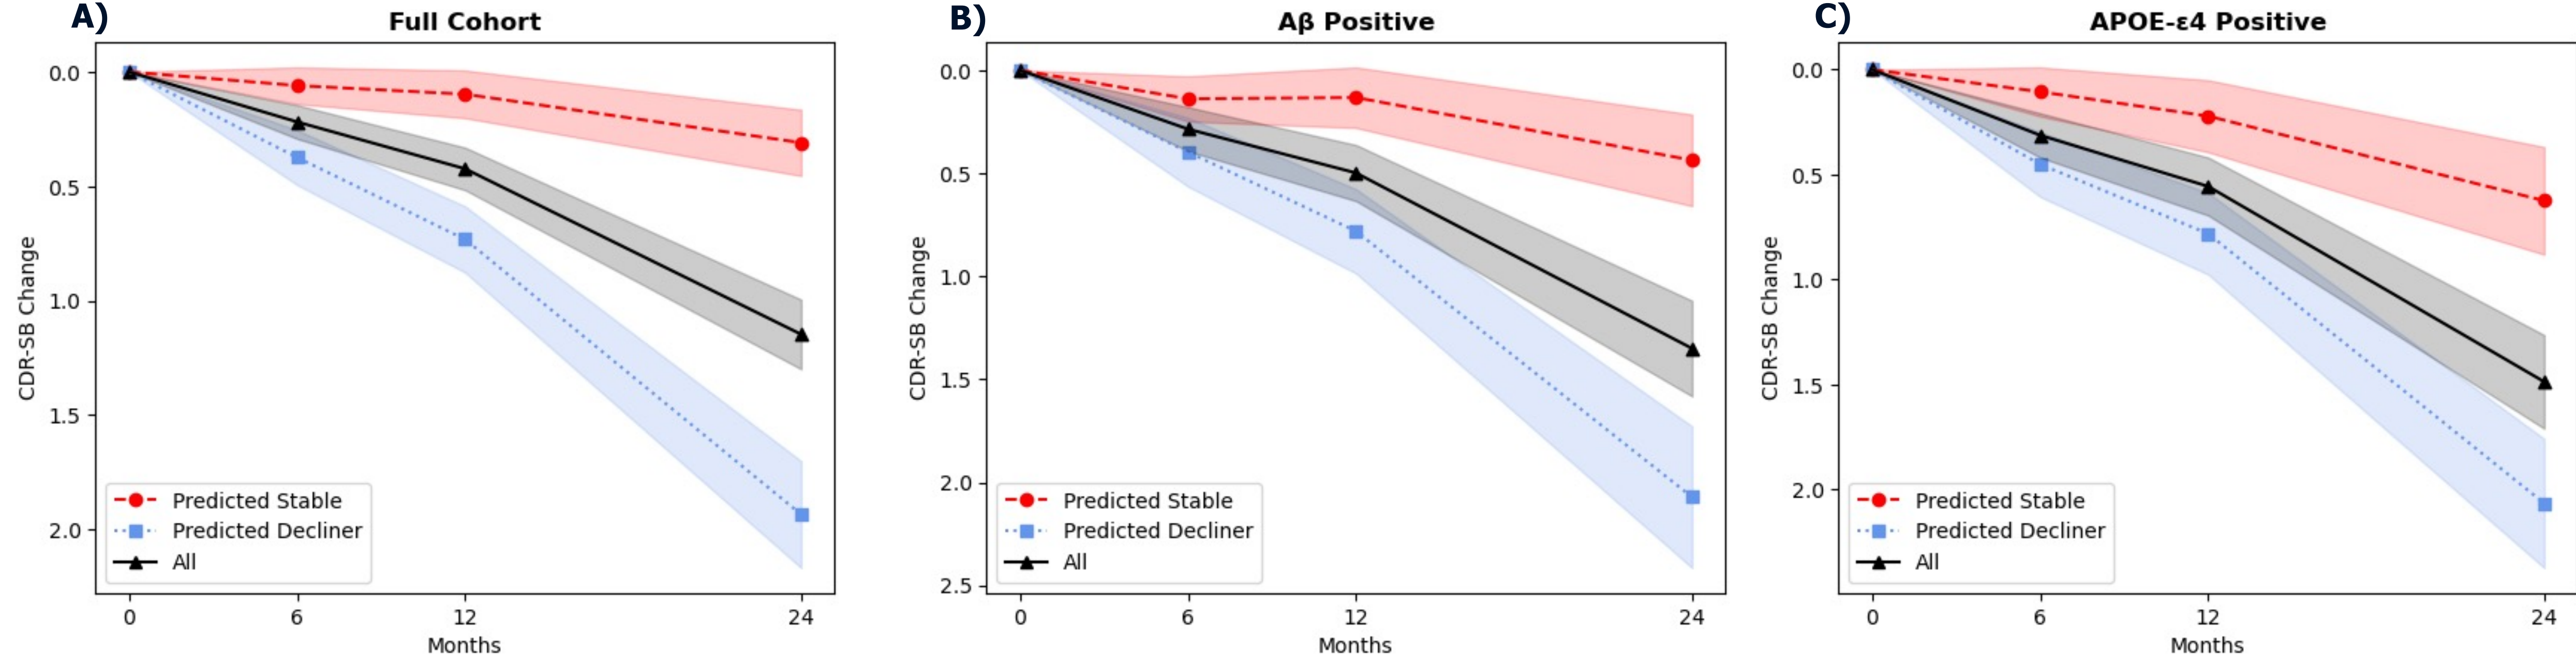 A) Full Cohort
CDR-SB Change
0.0
0.5
1.0
1.5
2.0
Predicted Stable
Predicted Decliner
All
0 6 12 24
Months
B) Aβ Positive
CDR-SB Change
0.0
0.5
1.0
1.5
2.0
2.5
Predicted Stable
Predicted Decliner
All
0 6 12 24
Months
C) APOE-ε4 Positive
CDR-SB Change
0.0
0.5
1.0
1.5
2.0
Predicted Stable
Predicted Decliner
All
0 6 12 24
Months